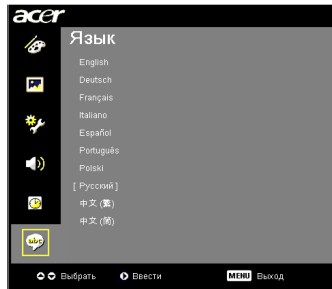 acer
Язык
English
Deutsch
Français
Italiano
Español
Português
Polski
[ Русский ]
中文 (繁)
中文 (简)
abc
Выбрать Ввести MENU Выход